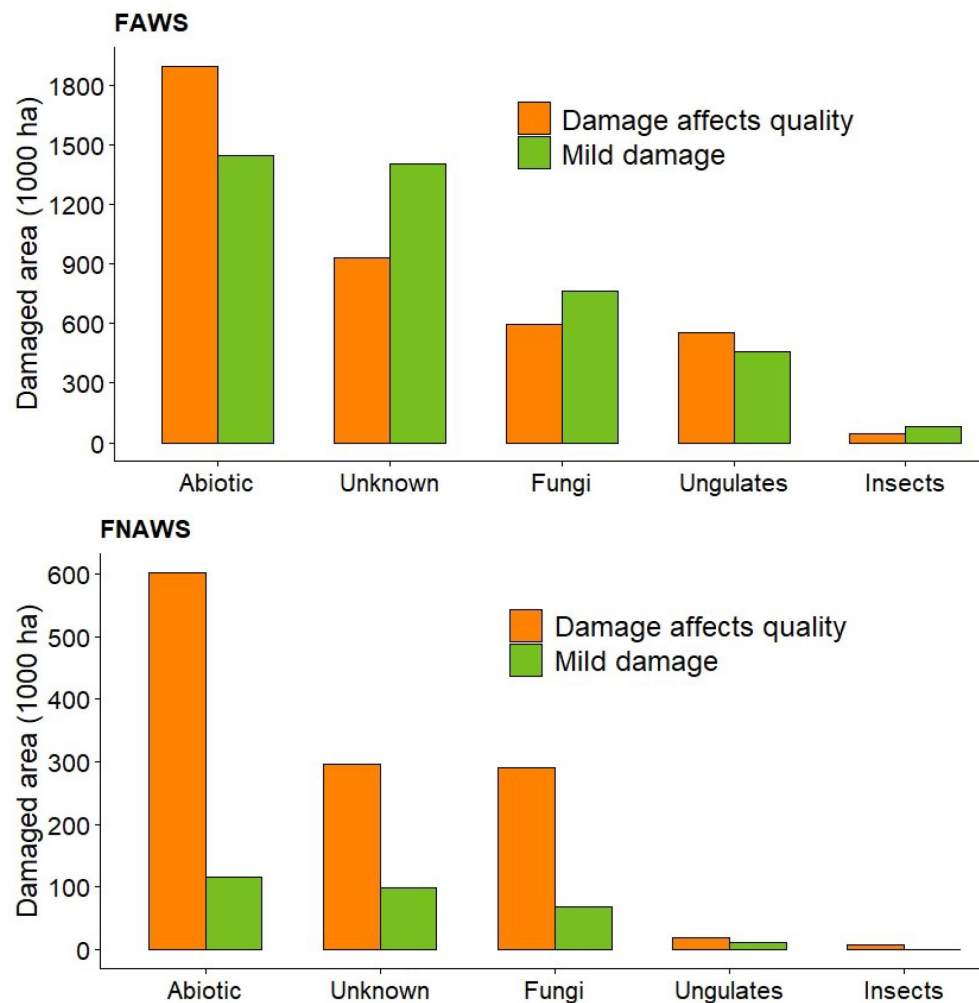 FAWS
Damaged area (1000 ha)
1800
1500
1200
900
600
300
0
Damage affects quality
Mild damage
Abiotic Unknown Fungi Ungulates Insects
FNAWS
Damaged area (1000 ha)
600
500
400
300
200
100
0
Damage affects quality
Mild damage
Abiotic Unknown Fungi Ungulates Insects